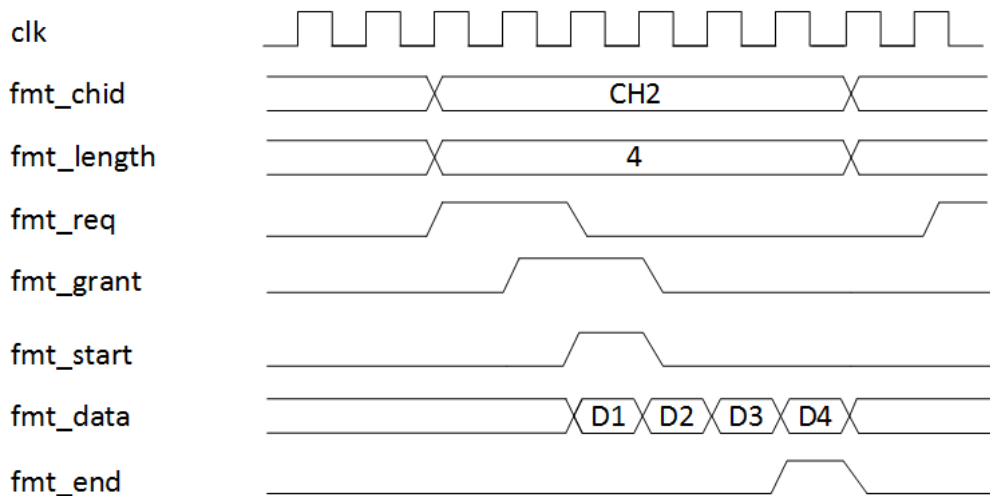 clk
fmt_chid CH2
fmt_length 4
fmt_req
fmt_grant
fmt_start
fmt_data D1 D2 D3 D4
fmt_end